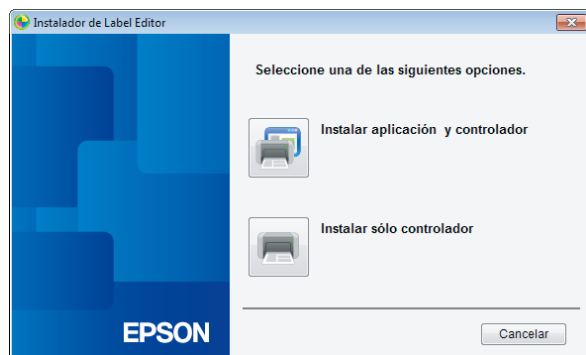 Instalador de Label Editor
Seleccione una de las siguientes opciones.
Instalar aplicación y controlador
Instalar sólo controlador
EPSON
Cancelar